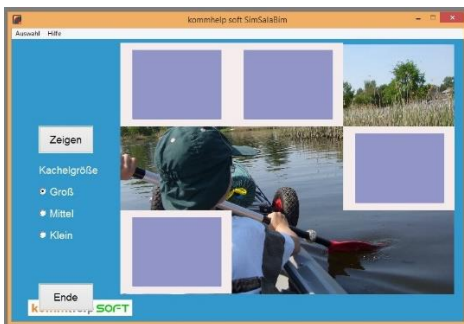 kommhelp soft SimSalaBim
Auswahl Hilfe
Zeigen
Kachelgröße
Groß
Mittel
Klein
Ende
SOFT